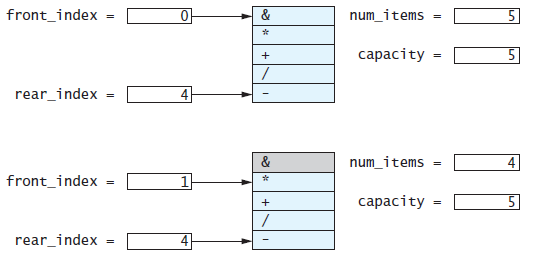 front_index = 0 & num_items = 5
*
+ capacity = 5
/
rear_index = 4 -
& num_items = 4
front_index = 1 *
+ capacity = 5
/
rear_index = 4 -